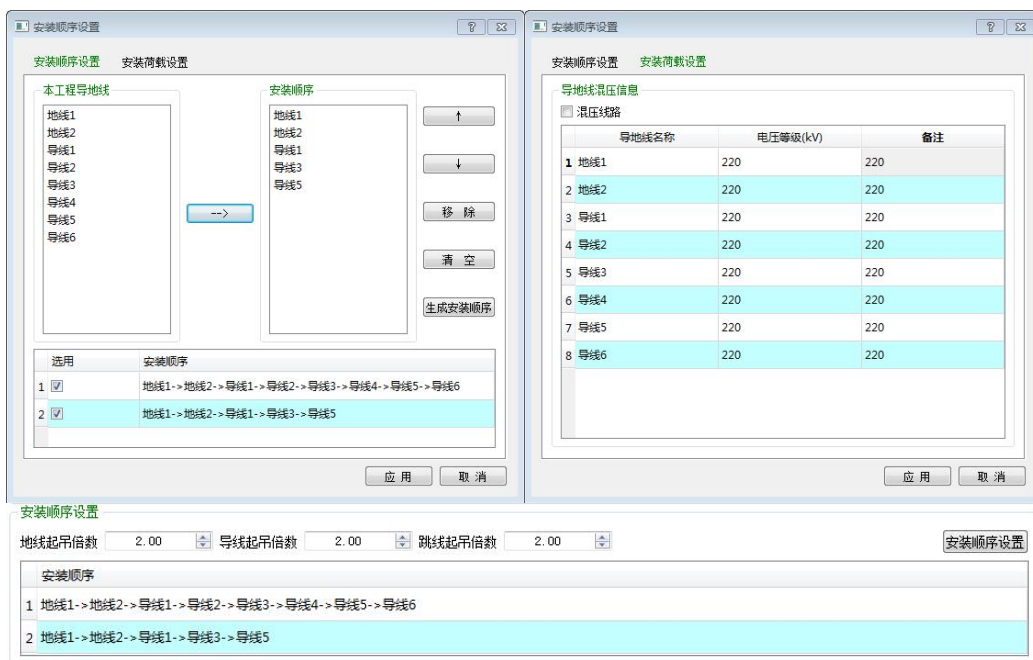 安装顺序设置
安装顺序设置 安装荷载设置
本工程导地线
地线1
地线2
导线1
导线2
导线3
导线4
导线5
导线6
-->
安装顺序
地线1
地线2
导线1
导线3
导线5
↑
↓
移 除
清 空
生成安装顺序
选用 安装顺序
1 地线1->地线2->导线1->导线2->导线3->导线4->导线5->导线6
2 地线1->地线2->导线1->导线3->导线5
应用 取消
安装顺序设置
安装顺序设置 安装荷载设置
导地线混压信息
混压线路
导地线名称 电压等级(kV) 备注
1 地线1 220 220
2 地线2 220 220
3 导线1 220 220
4 导线2 220 220
5 导线3 220 220
6 导线4 220 220
7 导线5 220 220
8 导线6 220 220
应用 取消
安装顺序设置
地线起吊倍数 2.00 导线起吊倍数 2.00 跳线起吊倍数 2.00 安装顺序设置
安装顺序
1 地线1->地线2->导线1->导线2->导线3->导线4->导线5->导线6
2 地线1->地线2->导线1->导线3->导线5